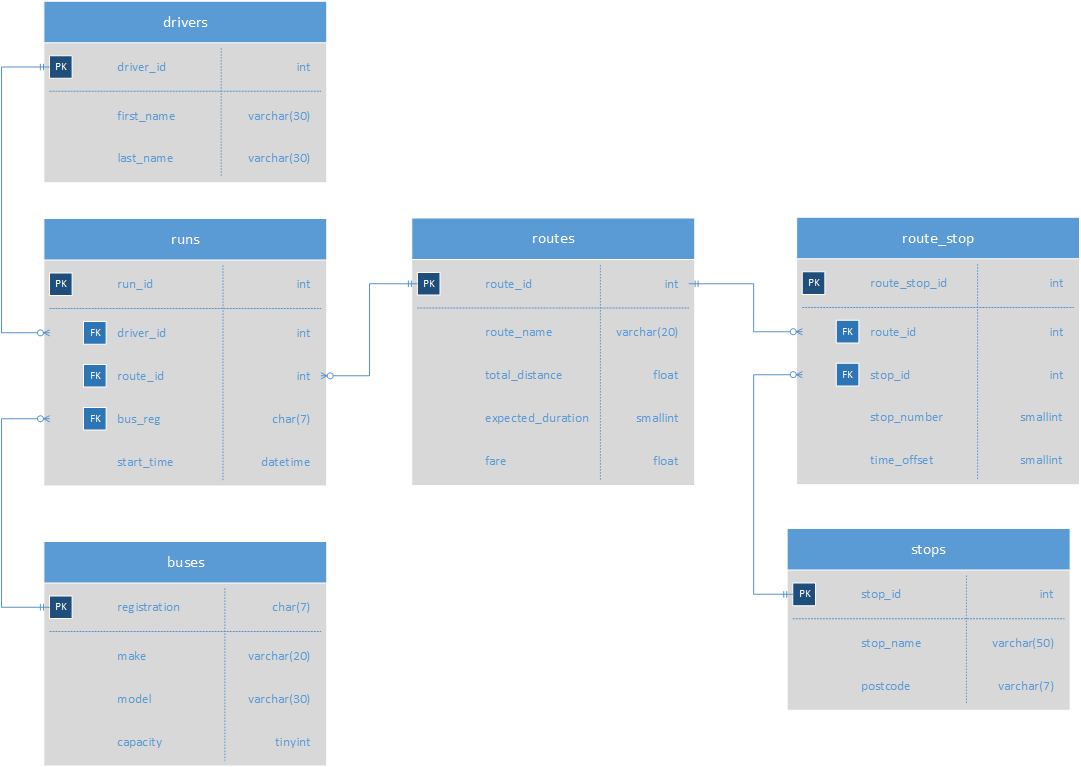 drivers
PK driver_id int
first_name varchar(30)
last_name varchar(30)
runs
PK run_id int
FK driver_id int
FK route_id int
FK bus_reg char(7)
start_time datetime
buses
PK registration char(7)
make varchar(20)
model varchar(30)
capacity tinyint
routes
PK route_id int
route_name varchar(20)
total_distance float
expected_duration smallint
fare float
route_stop
PK route_stop_id int
FK route_id int
FK stop_id int
stop_number smallint
time_offset smallint
stops
PK stop_id int
stop_name varchar(50)
postcode varchar(7)